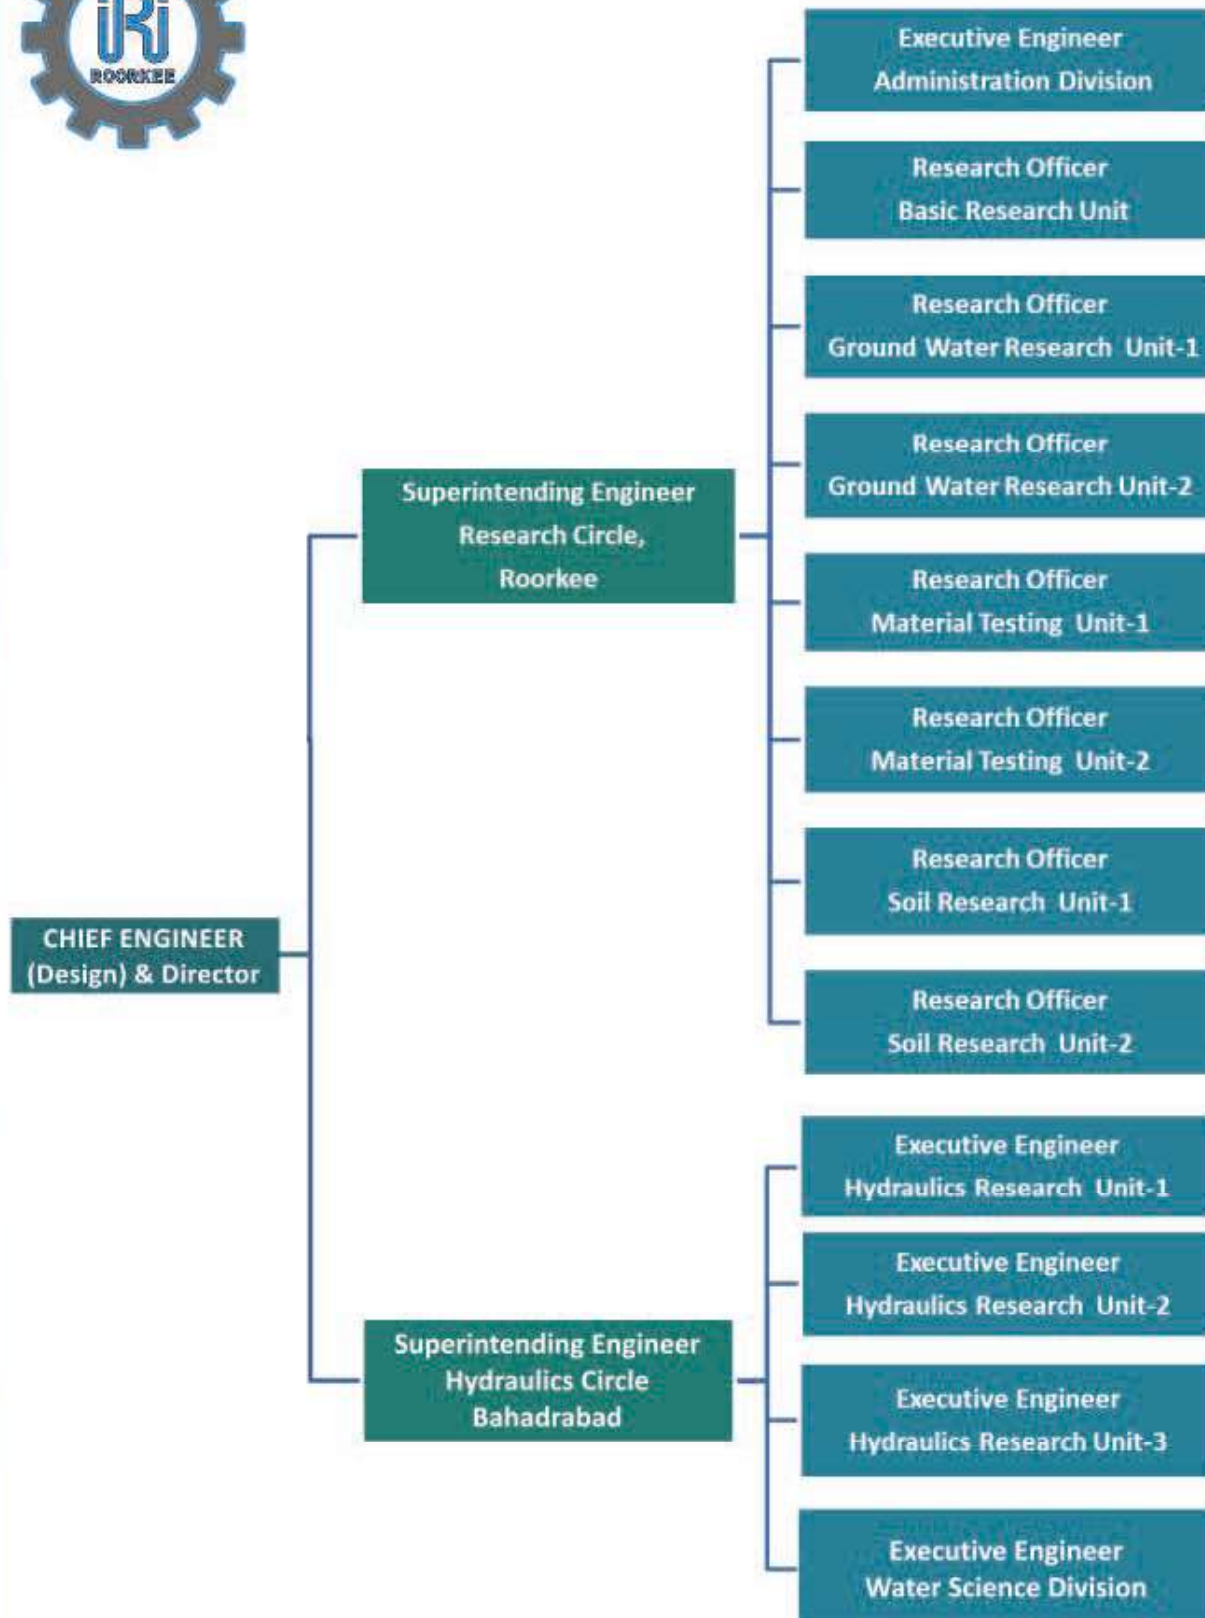 iRi
ROORKEE
Executive Engineer
Administration Division
Research Officer
Basic Research Unit
Research Officer
Ground Water Research Unit-1
Research Officer
Ground Water Research Unit-2
Superintending Engineer
Research Circle,
Roorkee
Research Officer
Material Testing Unit-1
Research Officer
Material Testing Unit-2
Research Officer
Soil Research Unit-1
CHIEF ENGINEER
(Design) & Director
Research Officer
Soil Research Unit-2
Executive Engineer
Hydraulics Research Unit-1
Executive Engineer
Hydraulics Research Unit-2
Superintending Engineer
Hydraulics Circle
Bahadrabad
Executive Engineer
Hydraulics Research Unit-3
Executive Engineer
Water Science Division